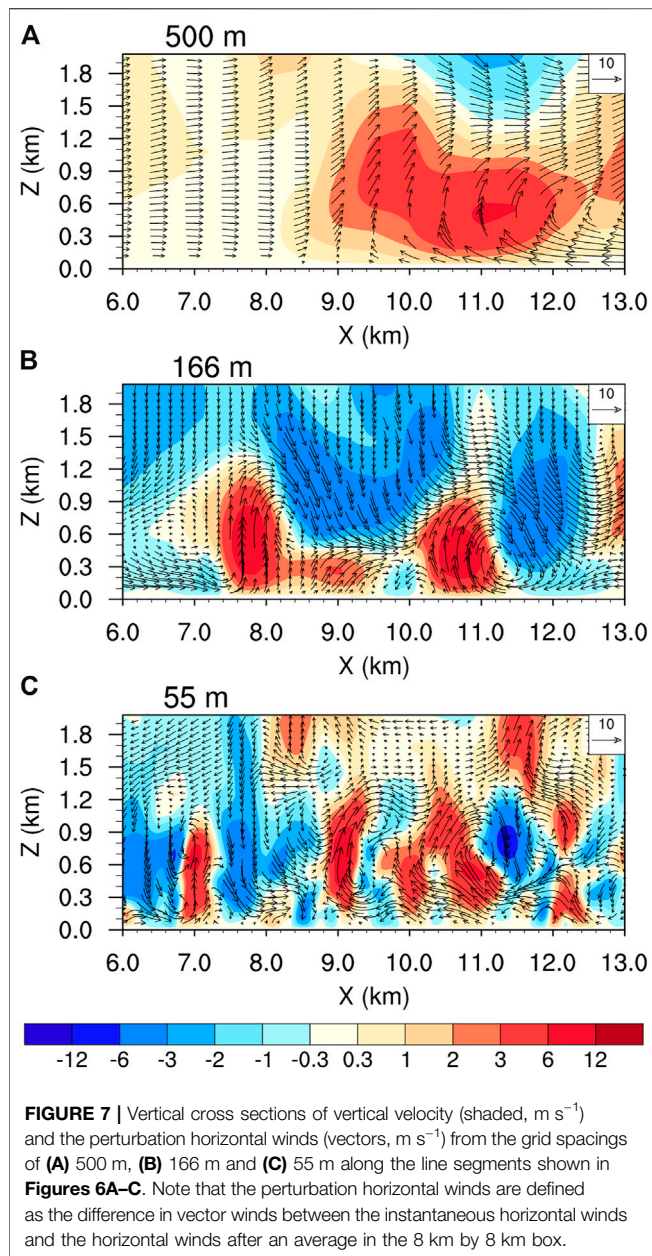 A
500 m
10
1.8
1.5
1.2
0.9
0.6
0.3
0.0
Z (km)
6.0 7.0 8.0 9.0 10.0 11.0 12.0 13.0
X (km)
B
166 m
10
1.8
1.5
1.2
0.9
0.6
0.3
0.0
Z (km)
6.0 7.0 8.0 9.0 10.0 11.0 12.0 13.0
X (km)
C
55 m
10
1.8
1.5
1.2
0.9
0.6
0.3
0.0
Z (km)
6.0 7.0 8.0 9.0 10.0 11.0 12.0 13.0
X (km)
-12 -6 -3 -2 -1 -0.3 0.3 1 2 3 6 12
FIGURE 7 | Vertical cross sections of vertical velocity (shaded, m s⁻¹)
and the perturbation horizontal winds (vectors, m s⁻¹) from the grid spacings
of (A) 500 m, (B) 166 m and (C) 55 m along the line segments shown in
Figures 6A–C. Note that the perturbation horizontal winds are defined
as the difference in vector winds between the instantaneous horizontal winds
and the horizontal winds after an average in the 8 km by 8 km box.